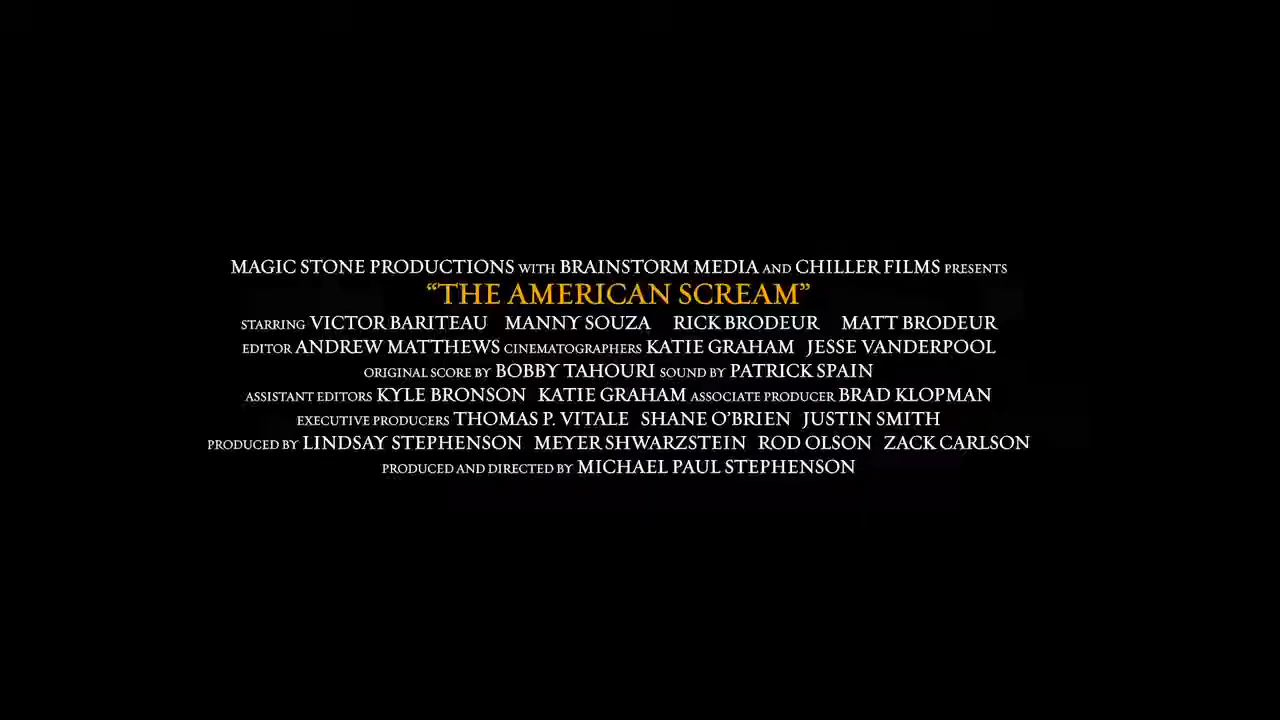 MAGIC STONE PRODUCTIONS WITH BRAINSTORM MEDIA AND CHILLER FILMS PRESENTS
“THE AMERICAN SCREAM”
STARRING VICTOR BARITEAU MANNY SOUZA RICK BRODEUR MATT BRODEUR
EDITOR ANDREW MATTHEWS CINEMATOGRAPHERS KATIE GRAHAM JESSE VANDERPOOL
ORIGINAL SCORE BY BOBBY TAHOURI SOUND BY PATRICK SPAIN
ASSISTANT EDITORS KYLE BRONSON KATIE GRAHAM ASSOCIATE PRODUCER BRAD KLOPMAN
EXECUTIVE PRODUCERS THOMAS P. VITALE SHANE O’BRIEN JUSTIN SMITH
PRODUCED BY LINDSAY STEPHENSON MEYER SHWARZSTEIN ROD OLSON ZACK CARLSON
PRODUCED AND DIRECTED BY MICHAEL PAUL STEPHENSON